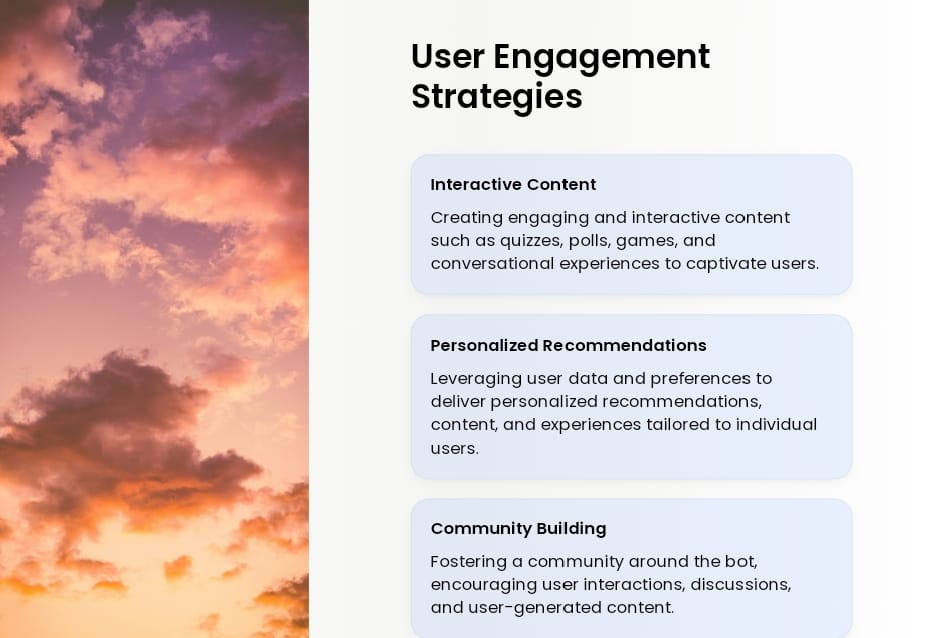 User Engagement
Strategies
Interactive Content
Creating engaging and interactive content
such as quizzes, polls, games, and
conversational experiences to captivate users.
Personalized Recommendations
Leveraging user data and preferences to
deliver personalized recommendations,
content, and experiences tailored to individual
users.
Community Building
Fostering a community around the bot,
encouraging user interactions, discussions,
and user-generated content.